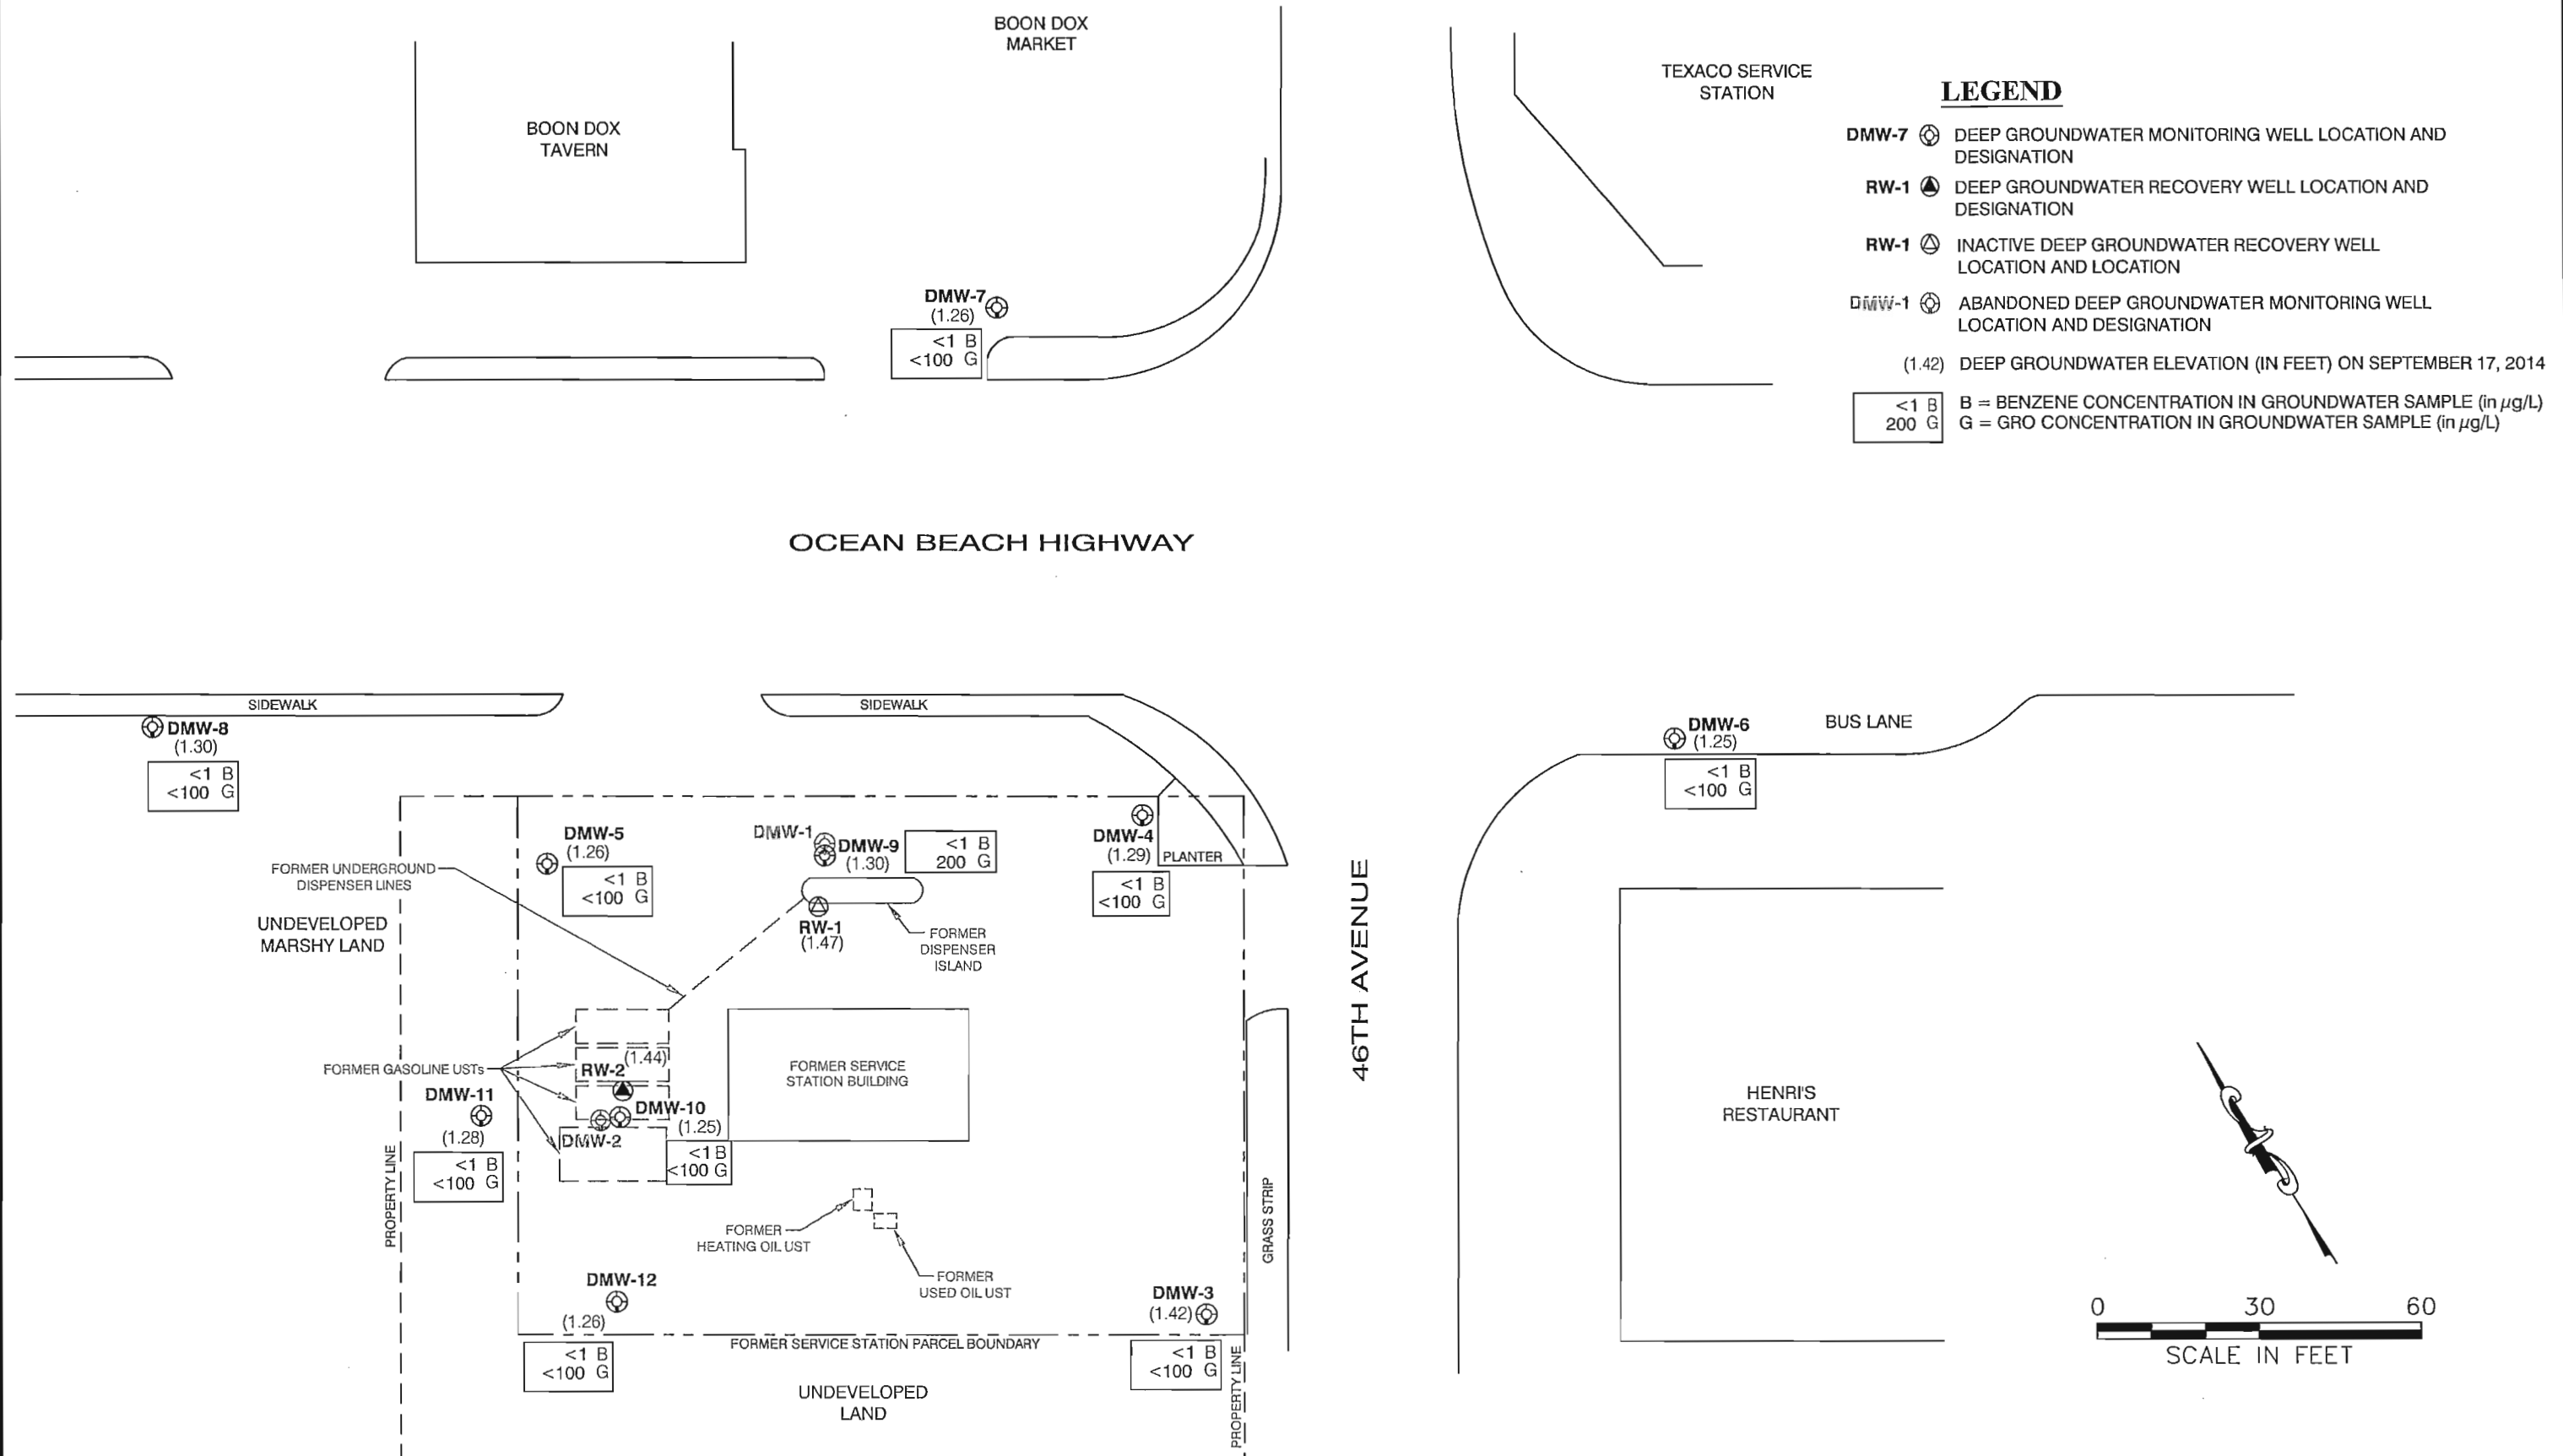 BOON DOX
MARKET
BOON DOX
TAVERN
TEXACO SERVICE
STATION
LEGEND
DMW-7 DEEP GROUNDWATER MONITORING WELL LOCATION AND
DESIGNATION
RW-1 DEEP GROUNDWATER RECOVERY WELL LOCATION AND
DESIGNATION
RW-1 INACTIVE DEEP GROUNDWATER RECOVERY WELL
LOCATION AND LOCATION
DMW-1 ABANDONED DEEP GROUNDWATER MONITORING WELL
LOCATION AND DESIGNATION
(1.42) DEEP GROUNDWATER ELEVATION (IN FEET) ON SEPTEMBER 17, 2014
<1 B B = BENZENE CONCENTRATION IN GROUNDWATER SAMPLE (in µg/L)
200 G G = GRO CONCENTRATION IN GROUNDWATER SAMPLE (in µg/L)
DMW-7
(1.26)
<1 B
<100 G
OCEAN BEACH HIGHWAY
SIDEWALK
SIDEWALK
DMW-8
(1.30)
<1 B
<100 G
DMW-6
(1.25)
<1 B
<100 G
BUS LANE
DMW-5
(1.26)
<1 B
<100 G
DMW-1
DMW-9
(1.30)
<1 B
200 G
DMW-4
(1.29)
<1 B
<100 G
PLANTER
FORMER UNDERGROUND
DISPENSER LINES
UNDEVELOPED
MARSHY LAND
RW-1
(1.47)
FORMER
DISPENSER
ISLAND
46TH AVENUE
FORMER GASOLINE USTs
(1.44)
RW-2
FORMER SERVICE
STATION BUILDING
HENRI'S
RESTAURANT
DMW-11
(1.28)
<1 B
<100 G
DMW-10
(1.25)
<1 B
<100 G
DMW-2
PROPERTY LINE
FORMER
HEATING OIL UST
FORMER
USED OIL UST
GRASS STRIP
DMW-12
(1.26)
<1 B
<100 G
DMW-3
(1.42)
<1 B
<100 G
FORMER SERVICE STATION PARCEL BOUNDARY
UNDEVELOPED
LAND
PROPERTY LINE
0 30 60
SCALE IN FEET